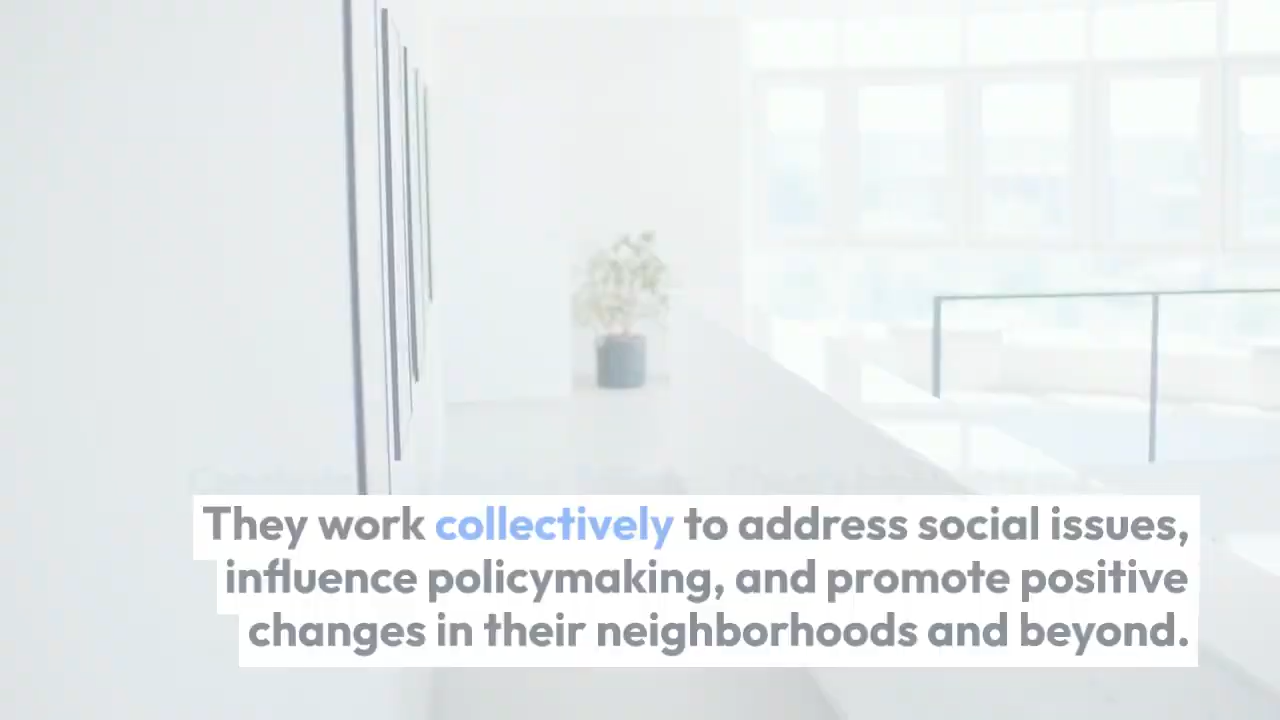 They work collectively to address social issues,
influence policymaking, and promote positive
changes in their neighborhoods and beyond.